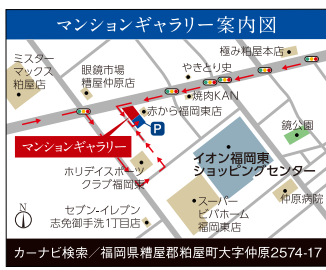 マンションギャラリー案内図
ミスター
マックス
粕屋店
眼鏡市場
糟屋仲原店
やきとり史
極み粕屋本店
焼肉KAN
赤から福岡東店
P
マンションギャラリー
鏡公園
イオン福岡東
ショッピングセンター
ホリデイスポーツ
クラブ福岡東
セブン-イレブン
志免御手洗1丁目店
スーパー
ビバホーム
福岡東店
仲原病院
N
カーナビ検索／福岡県糟屋郡粕屋町大字仲原2574-17